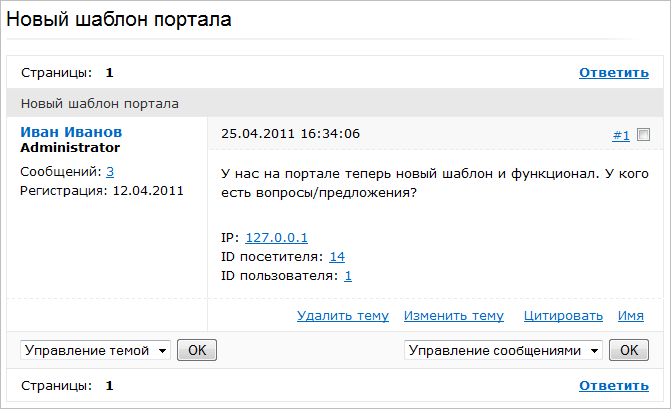 Новый шаблон портала
Страницы: 1 Ответить
Новый шаблон портала
Иван Иванов
Administrator
Сообщений: 3
Регистрация: 12.04.2011
25.04.2011 16:34:06 #1
У нас на портале теперь новый шаблон и функционал. У кого
есть вопросы/предложения?
IP: 127.0.0.1
ID посетителя: 14
ID пользователя: 1
Удалить тему Изменить тему Цитировать Имя
Управление темой OK Управление сообщениями OK
Страницы: 1 Ответить